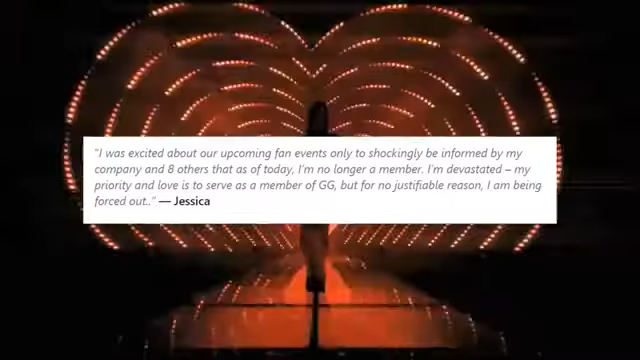 "I was excited about our upcoming fan events only to shockingly be informed by my
company and 8 others that as of today, I'm no longer a member. I'm devastated – my
priority and love is to serve as a member of GG, but for no justifiable reason, I am being
forced out.." — Jessica